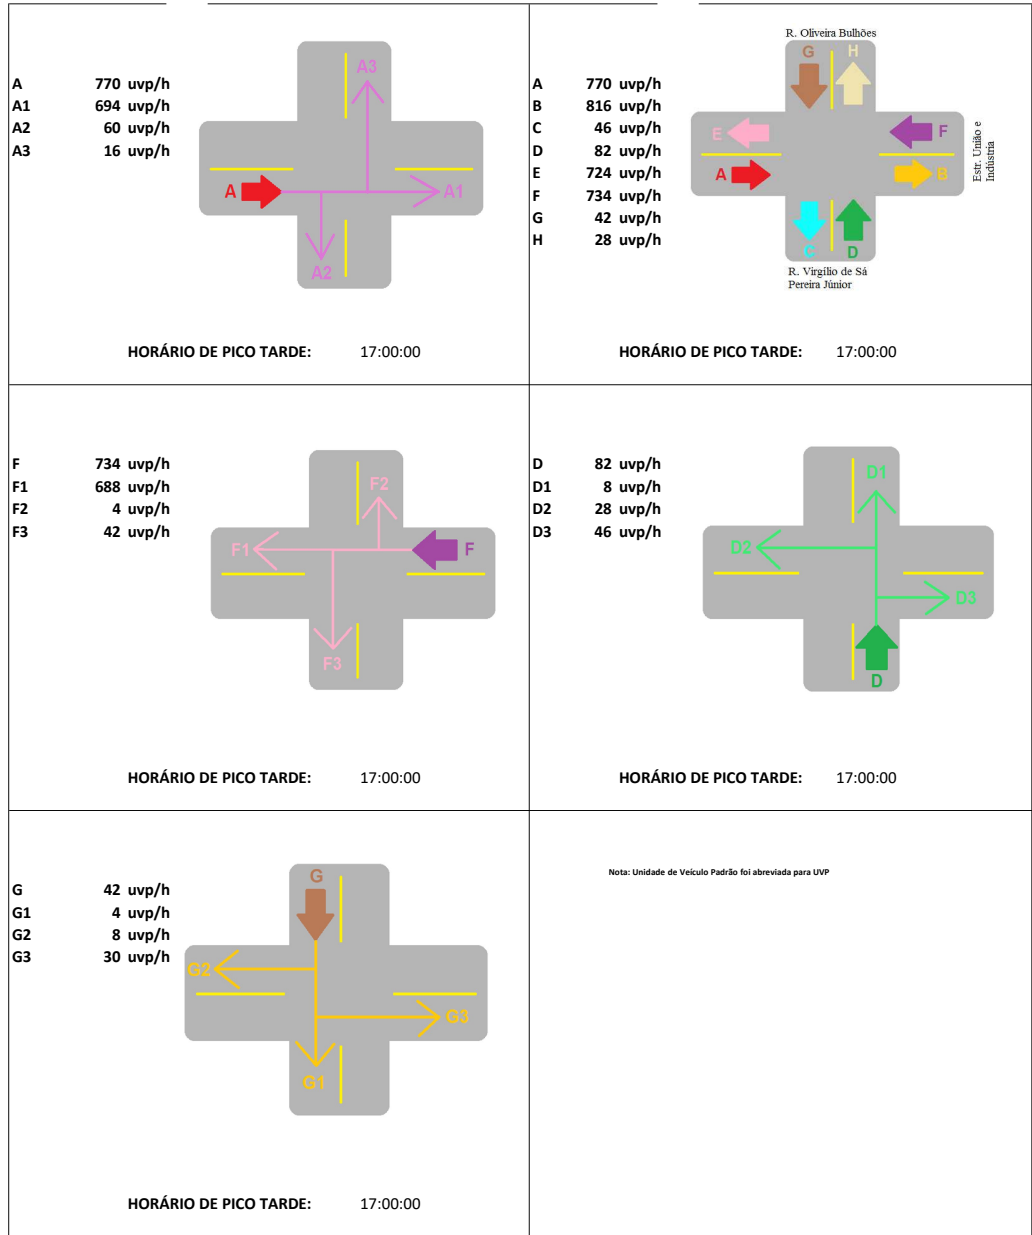 A 770 uvp/h
A1 694 uvp/h
A2 60 uvp/h
A3 16 uvp/h
A3
A
A1
A2
HORÁRIO DE PICO TARDE: 17:00:00
A 770 uvp/h
B 816 uvp/h
C 46 uvp/h
D 82 uvp/h
E 724 uvp/h
F 734 uvp/h
G 42 uvp/h
H 28 uvp/h
R. Oliveira Bulhões
G H
E F
A B
C D
Estr. União e
Indústria
R. Virgílio de Sá
Pereira Júnior
HORÁRIO DE PICO TARDE: 17:00:00
F 734 uvp/h
F1 688 uvp/h
F2 4 uvp/h
F3 42 uvp/h
F2
F1 F
F3
HORÁRIO DE PICO TARDE: 17:00:00
D 82 uvp/h
D1 8 uvp/h
D2 28 uvp/h
D3 46 uvp/h
D1
D2
D3
D
HORÁRIO DE PICO TARDE: 17:00:00
G 42 uvp/h
G1 4 uvp/h
G2 8 uvp/h
G3 30 uvp/h
G
G2
G3
G1
HORÁRIO DE PICO TARDE: 17:00:00
Nota: Unidade de Veículo Padrão foi abreviada para UVP